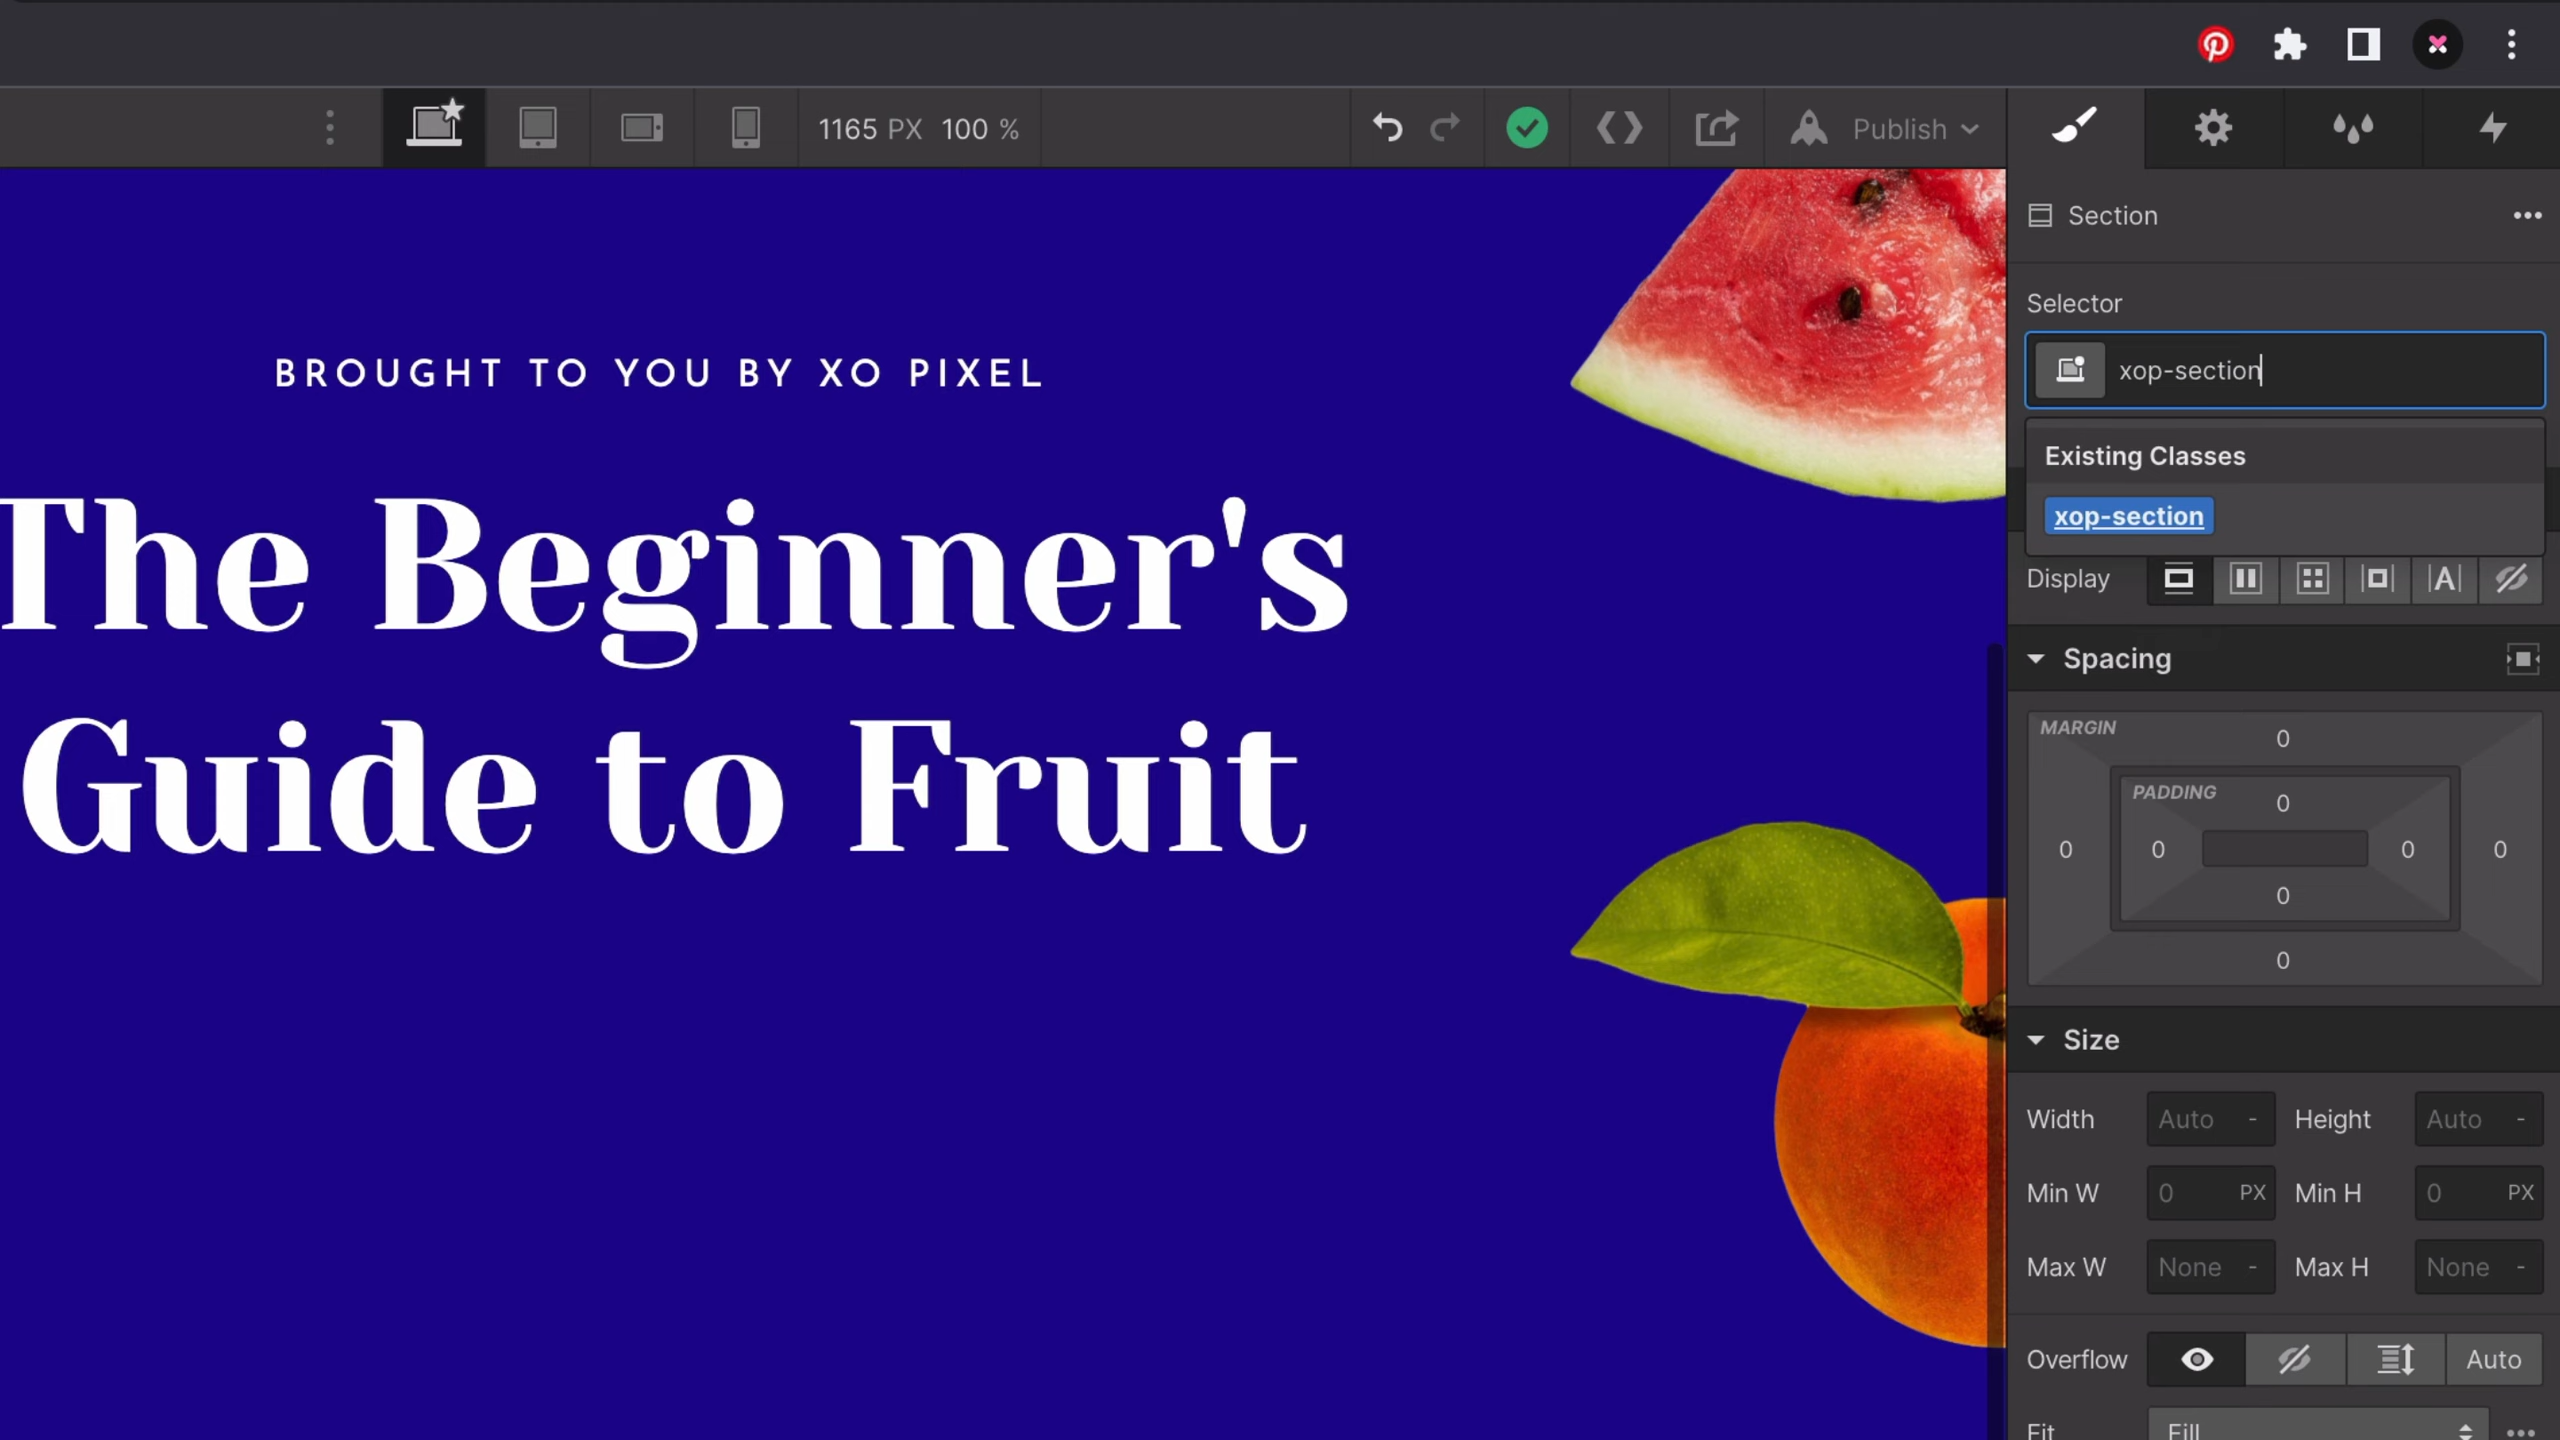 1165 PX 100 %
Publish
Section
Selector
xop-section
Existing Classes
xop-section
BROUGHT TO YOU BY XO PIXEL
The Beginner's
Guide to Fruit
Display
A
Spacing
MARGIN
0
PADDING
0
0 0 0 0
0
0
Size
Width Auto - Height Auto -
Min W 0 PX Min H 0 PX
Max W None - Max H None -
Overflow Auto
Fit Fill